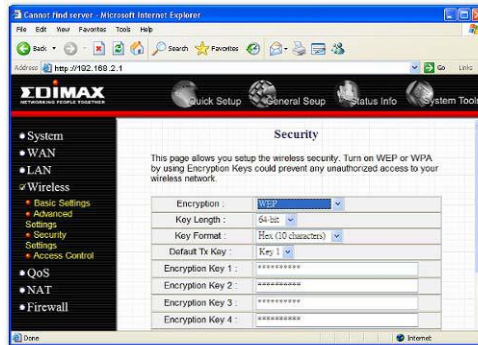 Cannot find server - Microsoft Internet Explorer
File Edit View Favorites Tools Help
Back Search Favorites
Address http://192.168.2.1 Go Links
EDIMAX
NETWORKING PEOPLE TOGETHER
Quick Setup General Seup Status Info System Tools
System
WAN
LAN
Wireless
Basic Settings
Advanced
Settings
Security
Settings
Access Control
QoS
NAT
Firewall
Security
This page allows you setup the wireless security. Turn on WEP or WPA
by using Encryption Keys could prevent any unauthorized access to your
wireless network.
Encryption : WEP
Key Length : 64-bit
Key Format : Hex (10 characters)
Default Tx Key : Key 1
Encryption Key 1 : **********
Encryption Key 2 : **********
Encryption Key 3 : **********
Encryption Key 4 : **********
Done Internet